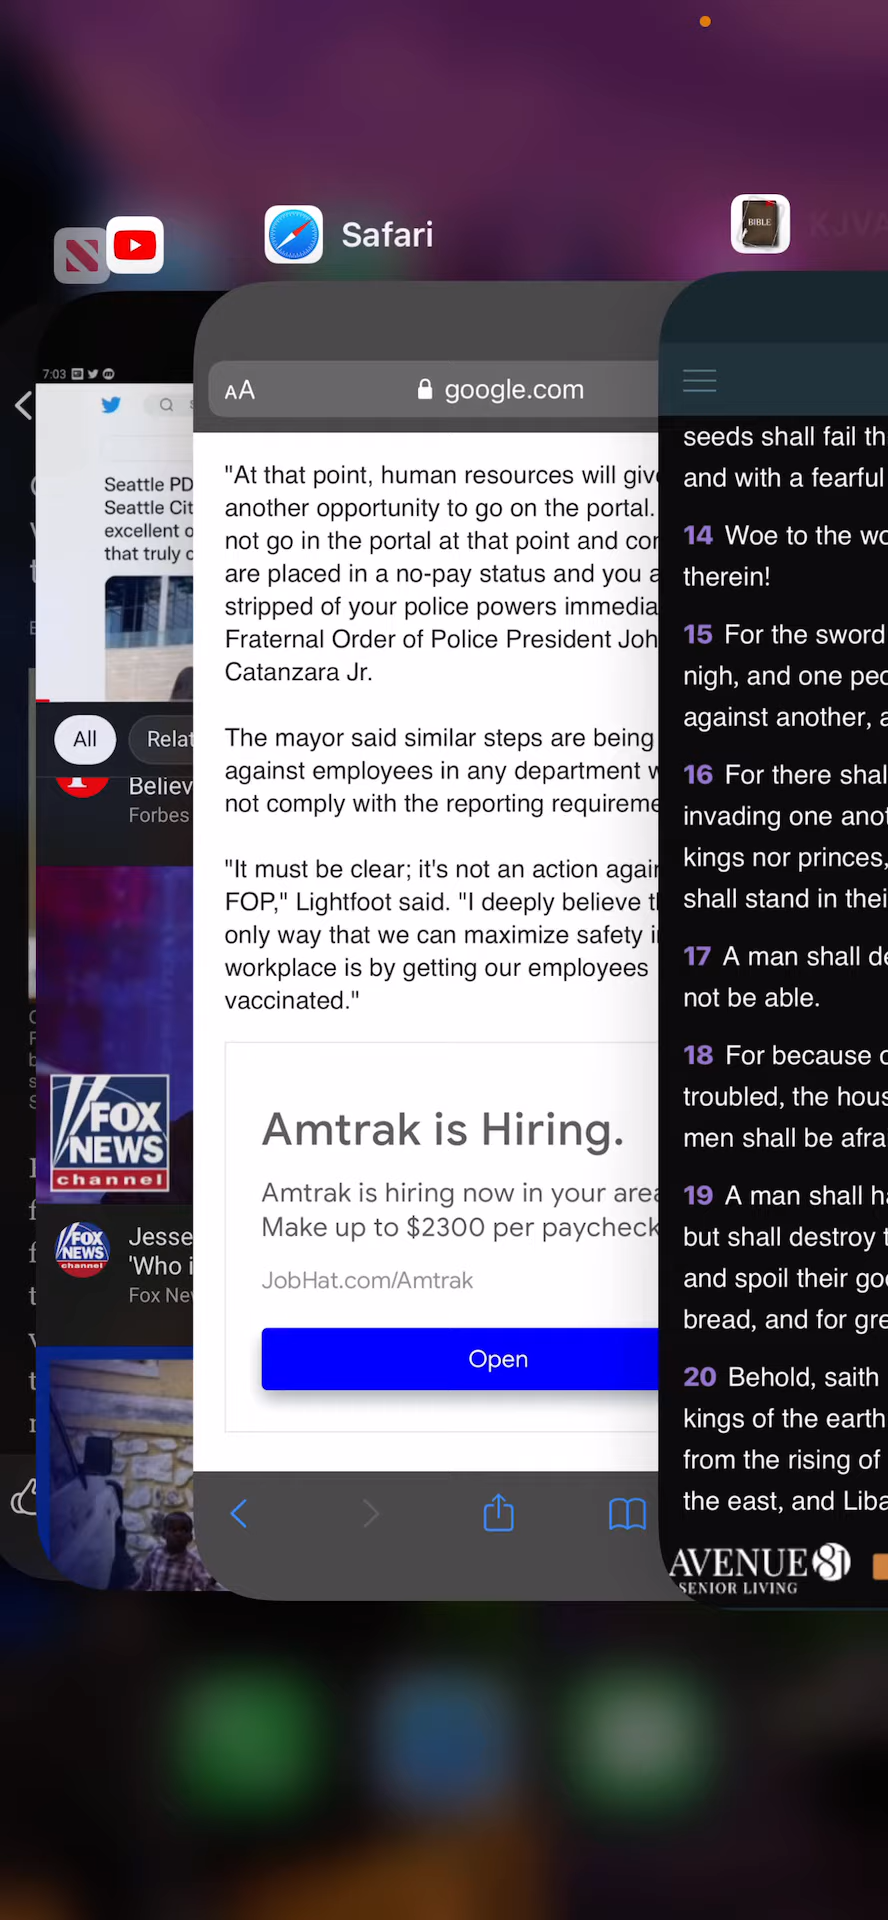 Safari
BIBLE
KJVA
7:03
AA
google.com
Seattle PD
Seattle Cit
excellent o
that truly c
All
Relat
Believ
Forbes
FOX
NEWS
channel
FOX
NEWS
channel
Jesse
'Who i
Fox Ne
"At that point, human resources will giv
another opportunity to go on the portal.
not go in the portal at that point and co
are placed in a no-pay status and you a
stripped of your police powers immedia
Fraternal Order of Police President Joh
Catanzara Jr.
The mayor said similar steps are being
against employees in any department w
not comply with the reporting requireme
"It must be clear; it's not an action agai
FOP," Lightfoot said. "I deeply believe t
only way that we can maximize safety i
workplace is by getting our employees
vaccinated."
Amtrak is Hiring.
Amtrak is hiring now in your area
Make up to $2300 per paycheck
JobHat.com/Amtrak
Open
seeds shall fail th
and with a fearful
14 Woe to the wo
therein!
15 For the sword
nigh, and one peo
against another, a
16 For there shal
invading one anot
kings nor princes,
shall stand in thei
17 A man shall de
not be able.
18 For because o
troubled, the hous
men shall be afra
19 A man shall ha
but shall destroy t
and spoil their goo
bread, and for gre
20 Behold, saith
kings of the earth
from the rising of
the east, and Liba
AVENUE 81
SENIOR LIVING